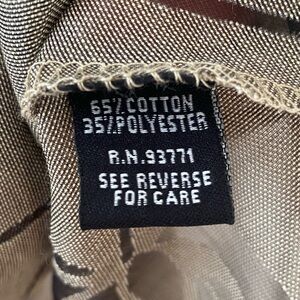 65% COTTON
35% POLYESTER
R.N. 93771
SEE REVERSE
FOR CARE